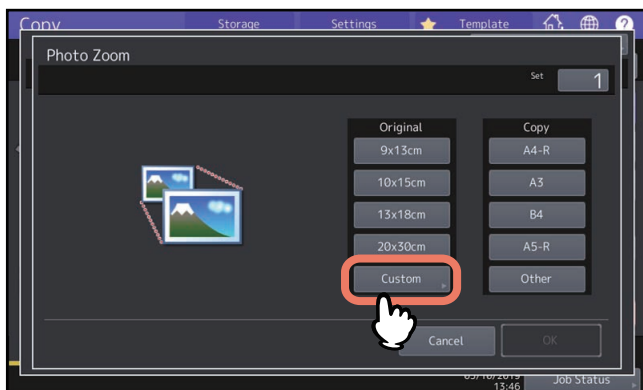 Copy
Storage
Settings
Template
?
Photo Zoom
Set
1
Original
Copy
9x13cm
A4-R
10x15cm
A3
13x18cm
B4
20x30cm
A5-R
Custom
Other
Cancel
OK
13:46
Job Status